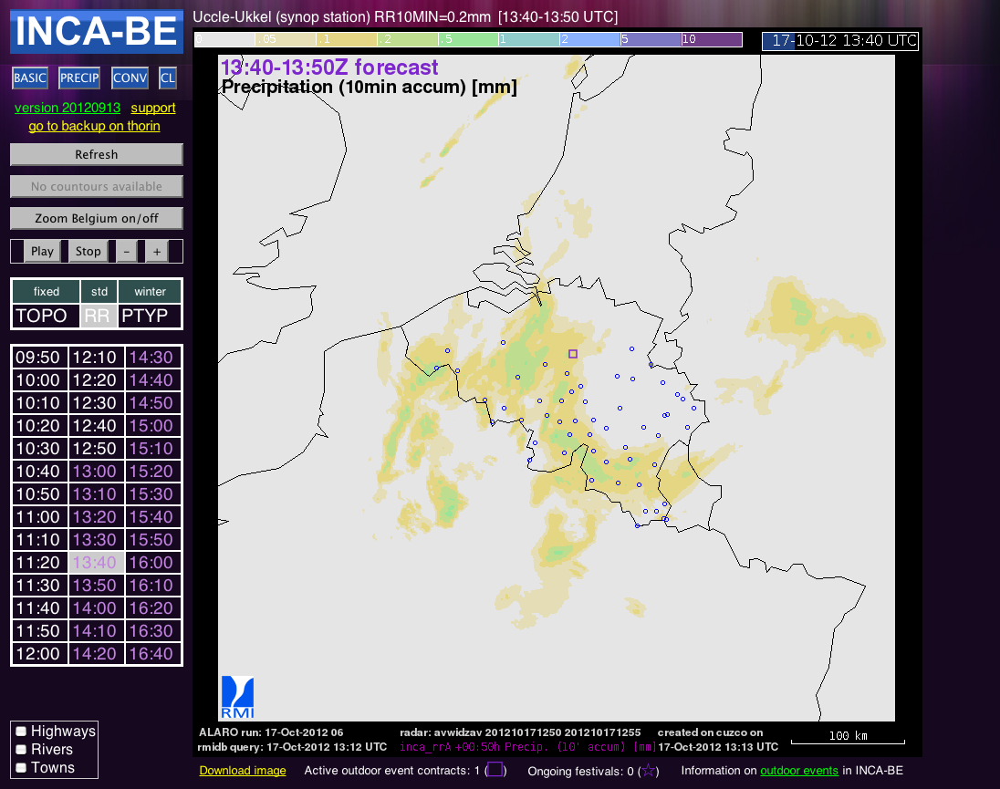 INCA-BE
BASIC PRECIP CONV CL
version 20120913 support
go to backup on thorin
Refresh
No countours available
Zoom Belgium on/off
Play Stop - +
fixed std winter
TOPO RR PTYP
09:50 12:10 14:30
10:00 12:20 14:40
10:10 12:30 14:50
10:20 12:40 15:00
10:30 12:50 15:10
10:40 13:00 15:20
10:50 13:10 15:30
11:00 13:20 15:40
11:10 13:30 15:50
11:20 13:40 16:00
11:30 13:50 16:10
11:40 14:00 16:20
11:50 14:10 16:30
12:00 14:20 16:40
Highways
Rivers
Towns
Uccle-Ukkel (synop station) RR10MIN=0.2mm [13:40-13:50 UTC]
0 .05 .1 .2 .5 1 2 5 10
17-10-12 13:40 UTC
13:40-13:50Z forecast
Precipitation (10min accum) [mm]
RMI
ALARO run: 17-Oct-2012 06 radar: avwidzav 201210171250 201210171255 created on cuzco on
rmidb query: 17-Oct-2012 13:12 UTC inca_rrA +00:50h Precip. (10' accum) [mm] 17-Oct-2012 13:13 UTC
100 km
Download image Active outdoor event contracts: 1 (□) Ongoing festivals: 0 (☆) Information on outdoor events in INCA-BE